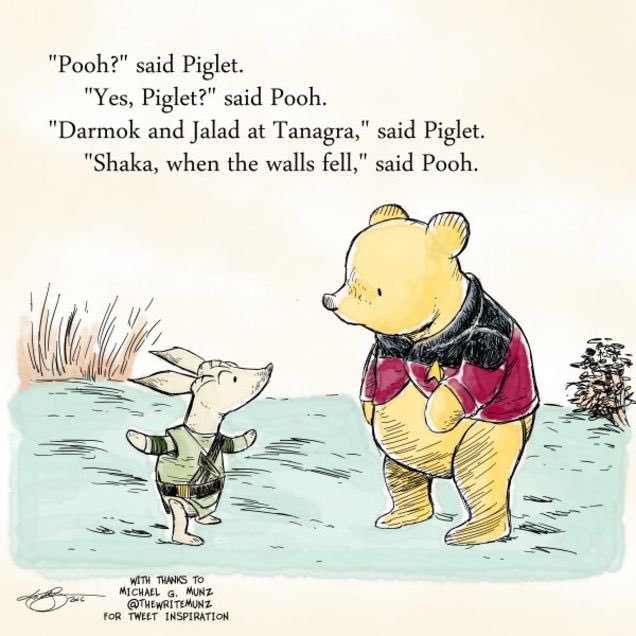 "Pooh?" said Piglet.
"Yes, Piglet?" said Pooh.
"Darmok and Jalad at Tanagra," said Piglet.
"Shaka, when the walls fell," said Pooh.
WITH THANKS TO
MICHAEL G. MUNZ
@THEWRITEMUNZ
FOR TWEET INSPIRATION